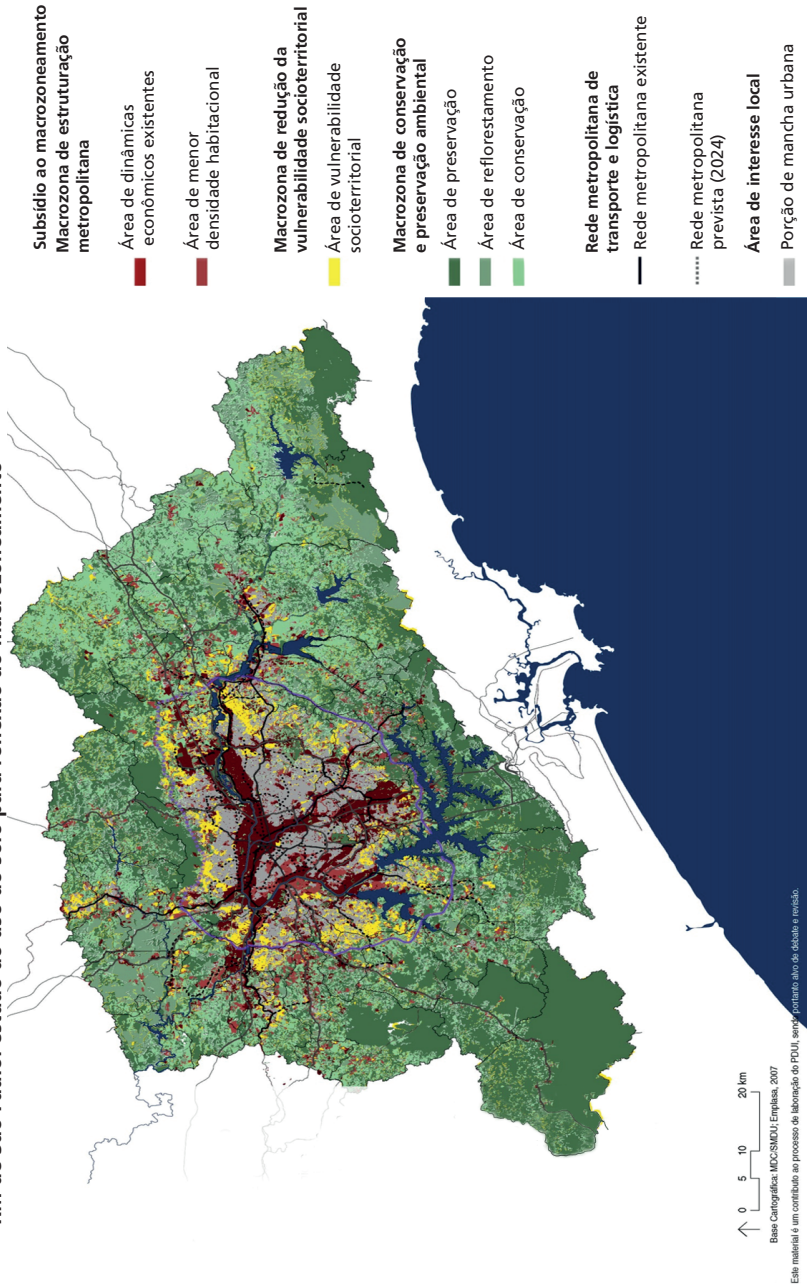 Subsídio ao macrozoneamento
Macrozona de estruturação
metropolitana
Área de dinâmicas
econômicos existentes
Área de menor
densidade habitacional
Macrozona de redução da
vulnerabilidade socioterritorial
Área de vulnerabilidade
socioterritorial
Macrozona de conservação
e preservação ambiental
Área de preservação
Área de reflorestamento
Área de conservação
Rede metropolitana de
transporte e logística
Rede metropolitana existente
Rede metropolitana
prevista (2024)
Área de interesse local
Porção de mancha urbana
0 5 10 20 km
Base Cartográfica: MDC/SMDU; Emplasa, 2007
Este material é um contributo ao processo de laboração do PDUI, sendo portanto alvo de debate e revisão.